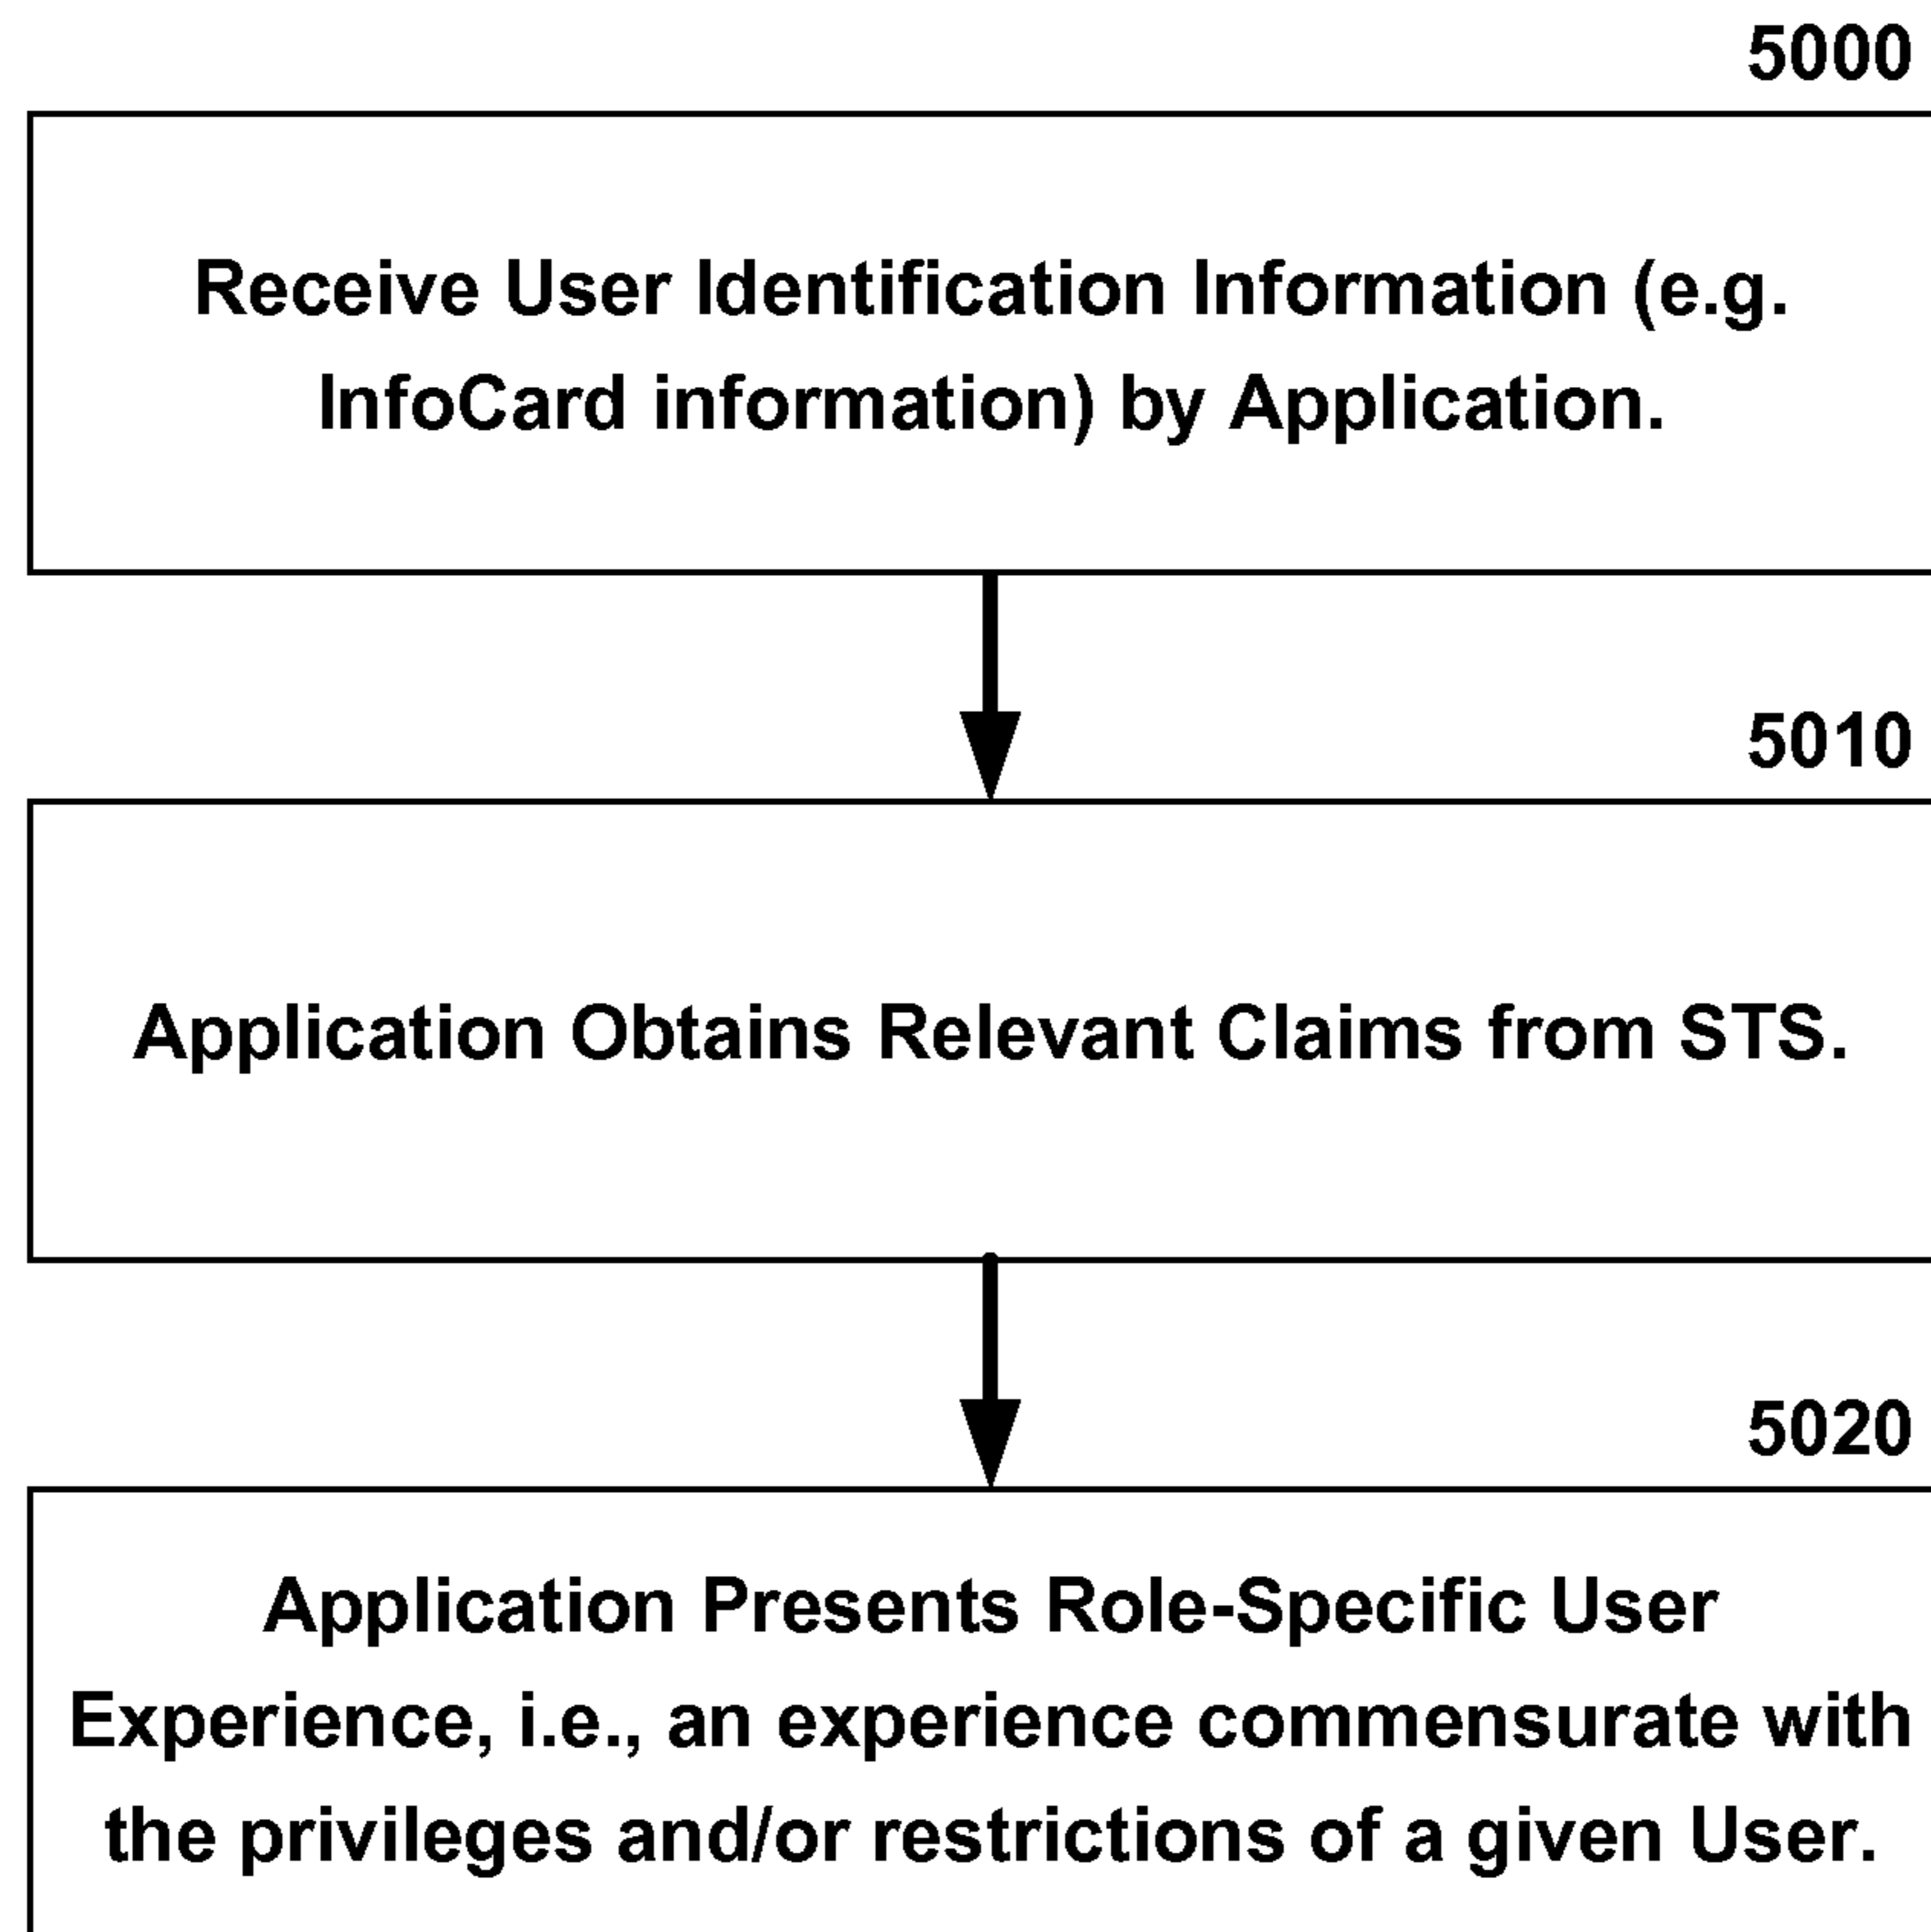 5000
Receive User Identification Information (e.g.
InfoCard information) by Application.
5010
Application Obtains Relevant Claims from STS.
5020
Application Presents Role-Specific User
Experience, i.e., an experience commensurate with
the privileges and/or restrictions of a given User.